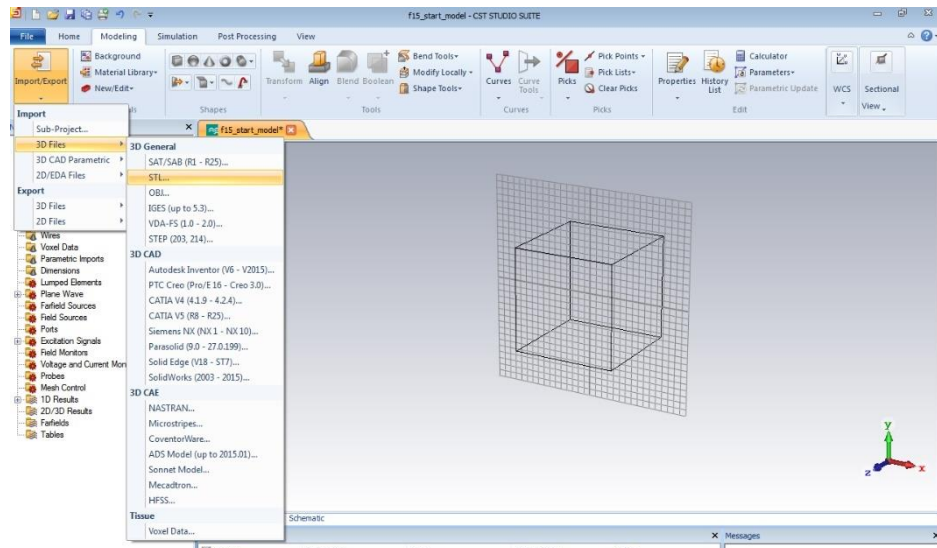 f15_start_model - CST STUDIO SUITE
File Home Modeling Simulation Post Processing View
Import/Export
Background
Material Library
New/Edit
Shapes
Transform Align Blend Boolean
Bend Tools
Modify Locally
Shape Tools
Tools
Curves Curve Tools
Curves
Picks
Pick Points
Pick Lists
Clear Picks
Picks
Properties History List
Calculator
Parameters
Parametric Update
Edit
WCS
Sectional View
Import
Sub-Project...
3D Files
3D CAD Parametric
2D/EDA Files
Export
3D Files
2D Files
f15_start_model*
3D General
SAT/SAB (R1 - R25)...
STL...
OBJ...
IGES (up to 5.3)...
VDA-FS (1.0 - 2.0)...
STEP (203, 214)...
3D CAD
Autodesk Inventor (V6 - V2015)...
PTC Creo (Pro/E 16 - Creo 3.0)...
CATIA V4 (4.1.9 - 4.2.4)...
CATIA V5 (R8 - R25)...
Siemens NX (NX 1 - NX 10)...
Parasolid (9.0 - 27.0.199)...
Solid Edge (V18 - ST7)...
SolidWorks (2003 - 2015)...
3D CAE
NASTRAN...
Microstripes...
CoventorWare...
ADS Model (up to 2015.01)...
Sonnet Model...
Mecadtron...
HFSS...
Tissue
Voxel Data...
Wires
Voxel Data
Parametric Imports
Dimensions
Lumped Elements
Plane Wave
Farfield Sources
Field Sources
Ports
Excitation Signals
Field Monitors
Voltage and Current Mon
Probes
Mesh Control
1D Results
2D/3D Results
Farfields
Tables
y
x
z
Schematic
Messages